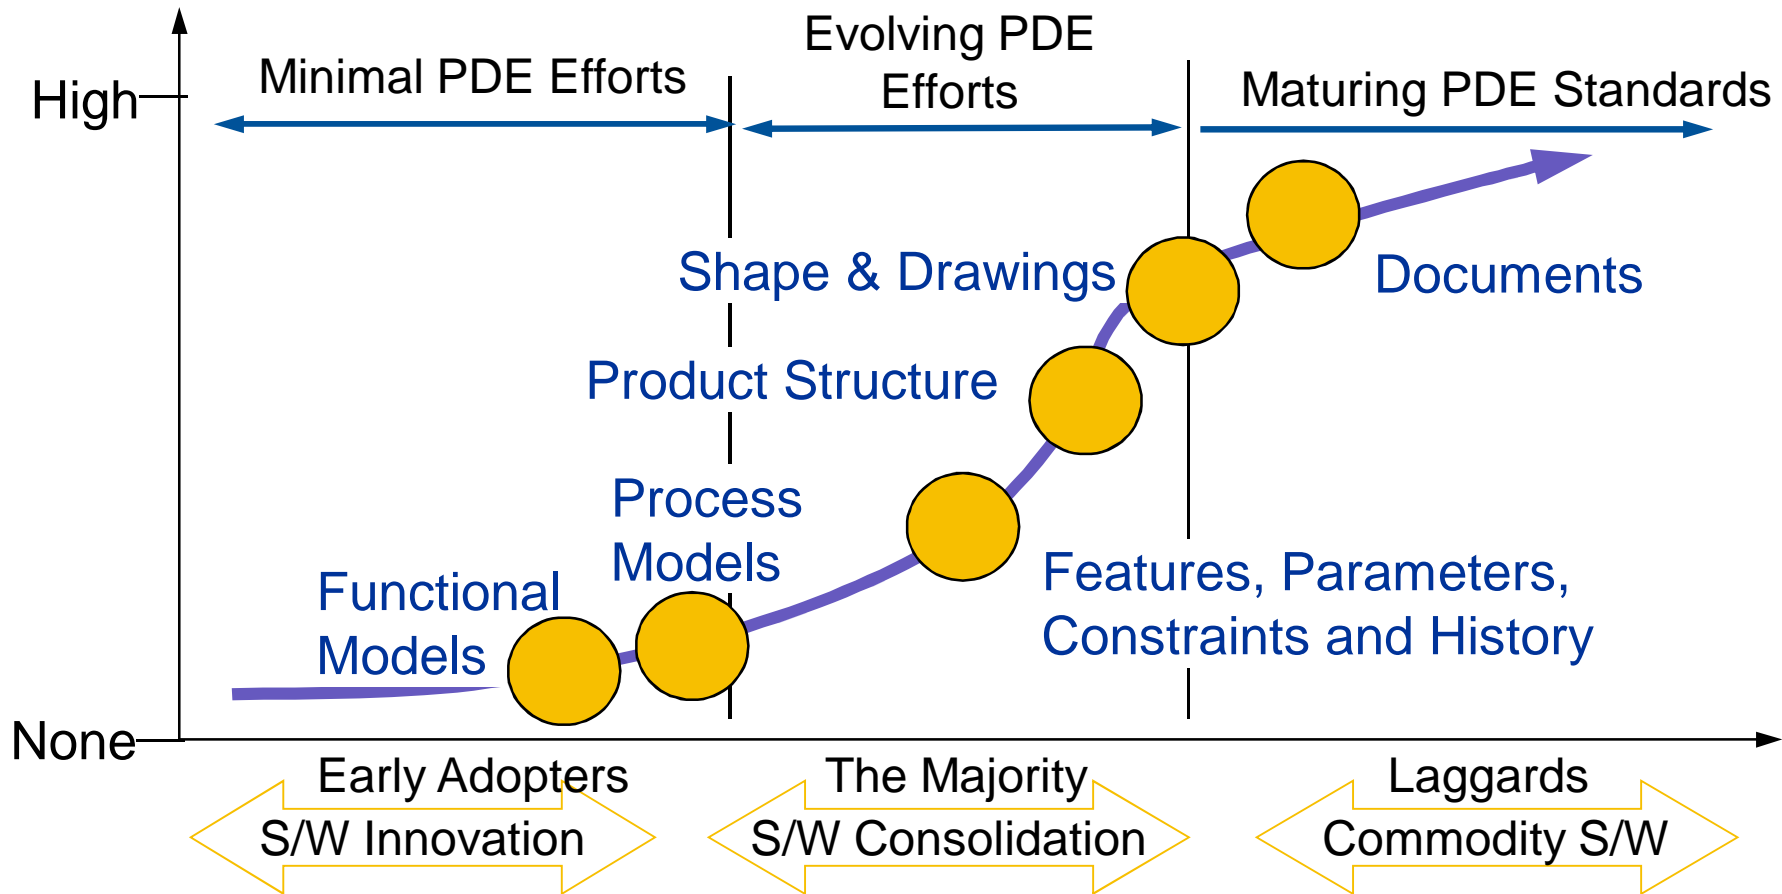 Evolving PDE
Efforts
Minimal PDE Efforts
Maturing PDE Standards
High
Shape & Drawings
Documents
Product Structure
Process
Models
Functional
Models
Features, Parameters,
Constraints and History
None
Early Adopters
The Majority
Laggards
S/W Innovation
S/W Consolidation
Commodity S/W